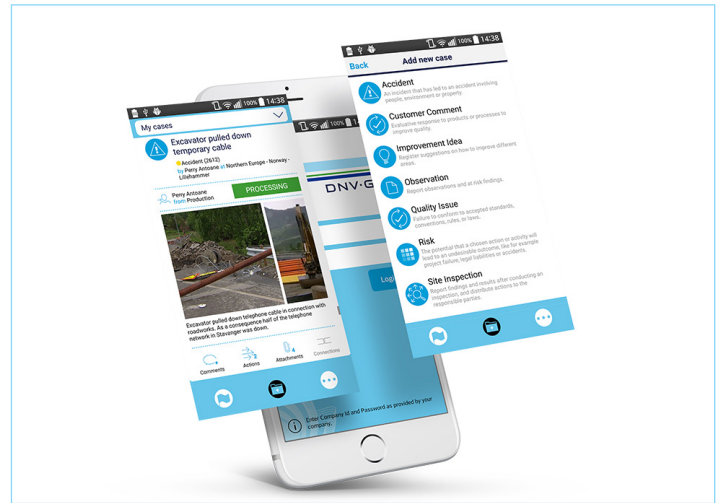 100% 14:38
My cases
Excavator pulled down
temporary cable
Accident (2612)
by Perry Antoane at Northern Europe - Norway -
Lillehammer
Perry Antoane
from Production
PROCESSING
Excavator pulled down telephone cable in connection with
roadworks. As a consequence half of the telephone
network in Stavanger was down.
Comments
Actions
2
Attachments
4
Connections
100%
DNV·G
Enter Company Id and Password as provided by your
company.
100% 14:38
Back
Add new case
Accident
An incident that has led to an accident involving
people, environment or property.
Customer Comment
Evaluative response to products or processes to
improve quality.
Improvement Idea
Register suggestions on how to improve different
areas.
Observation
Report observations and at risk findings.
Quality Issue
Failure to conform to accepted standards,
conventions, rules, or laws.
Risk
The potential that a chosen action or activity will
lead to an undesirable outcome, like for example
project failure, legal liabilities or accidents.
Site Inspection
Report findings and results after conducting an
inspection, and distribute actions to the
responsible parties.